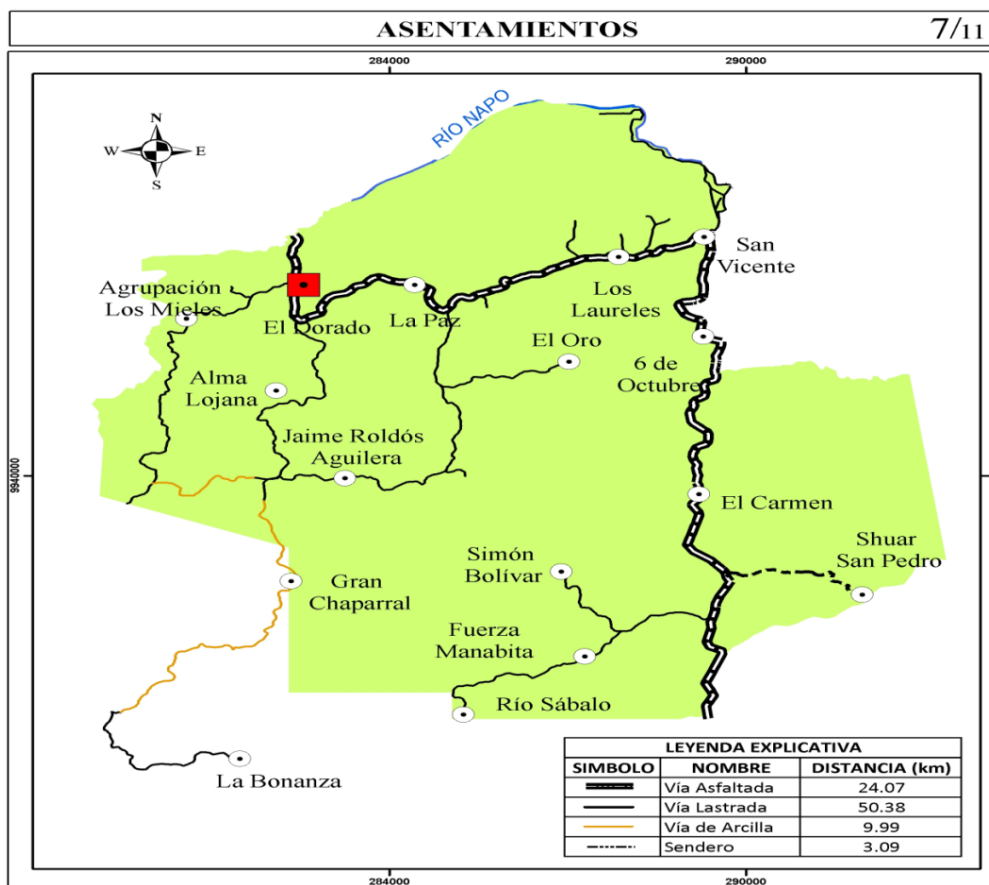 ASENTAMIENTOS
7/11
284000
290000
RÍO NAPO
N
W
E
S
San
Vicente
Agrupación
Los Mieles
El Dorado
La Paz
Los
Laureles
El Oro
6 de
Octubre
Alma
Lojana
Jaime Roldós
Aguilera
9940000
El Carmen
Shuar
San Pedro
Simón
Bolívar
Gran
Chaparral
Fuerza
Manabita
Río Sábalo
La Bonanza
LEYENDA EXPLICATIVA
SIMBOLO NOMBRE DISTANCIA (km)
Vía Asfaltada 24.07
Vía Lastrada 50.38
Vía de Arcilla 9.99
Sendero 3.09
284000
290000